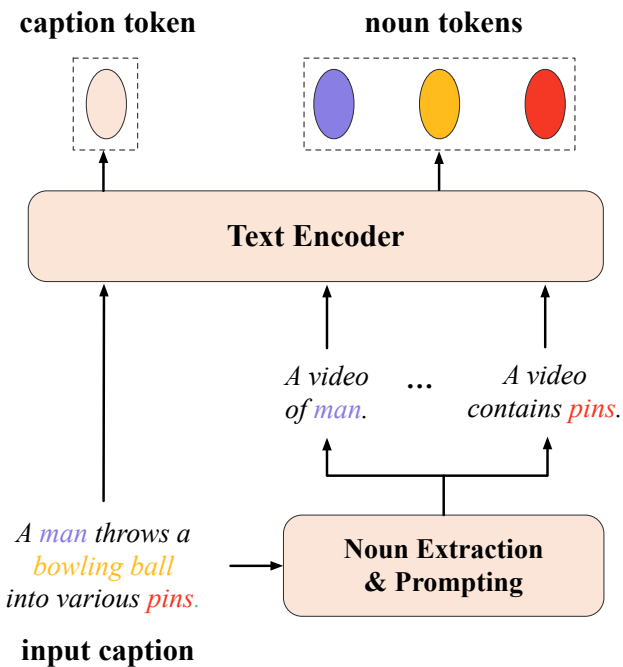 caption token
noun tokens
Text Encoder
A video
of man.
...
A video
contains pins.
A man throws a
bowling ball
into various pins.
Noun Extraction
& Prompting
input caption